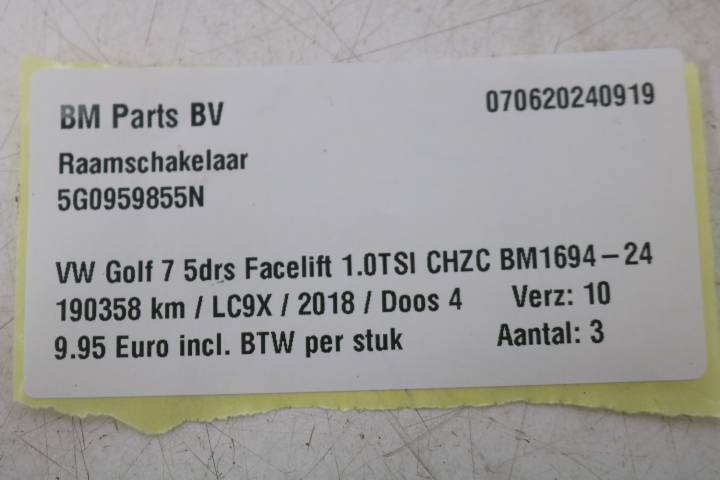 BM Parts BV 070620240919
Raamschakelaar
5G0959855N
VW Golf 7 5drs Facelift 1.0TSI CHZC BM1694-24
190358 km / LC9X / 2018 / Doos 4 Verz: 10
9.95 Euro incl. BTW per stuk Aantal: 3